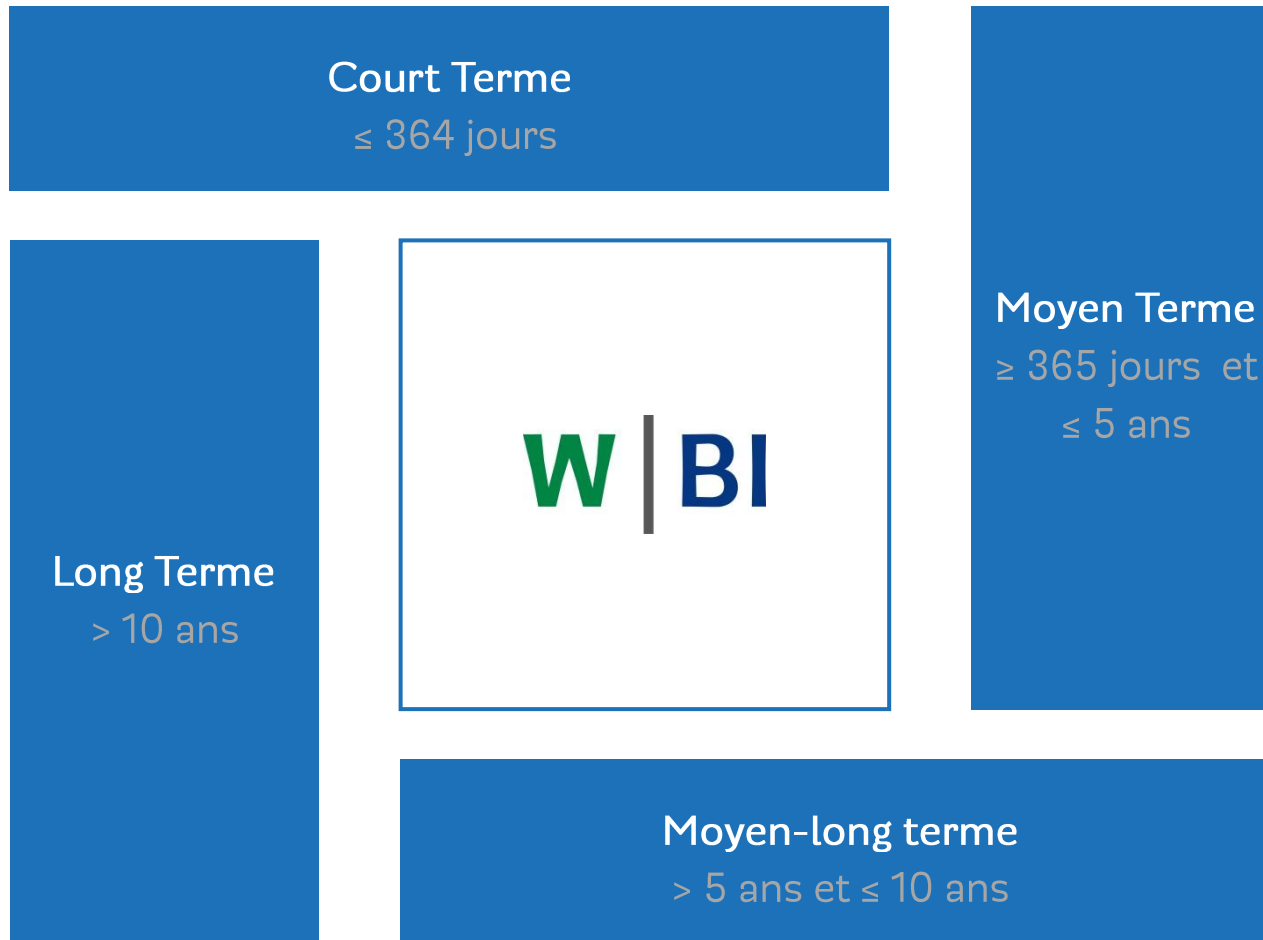 Court Terme
≤ 364 jours
Moyen Terme
≥ 365 jours et
≤ 5 ans
W|BI
Long Terme
> 10 ans
Moyen-long terme
> 5 ans et ≤ 10 ans